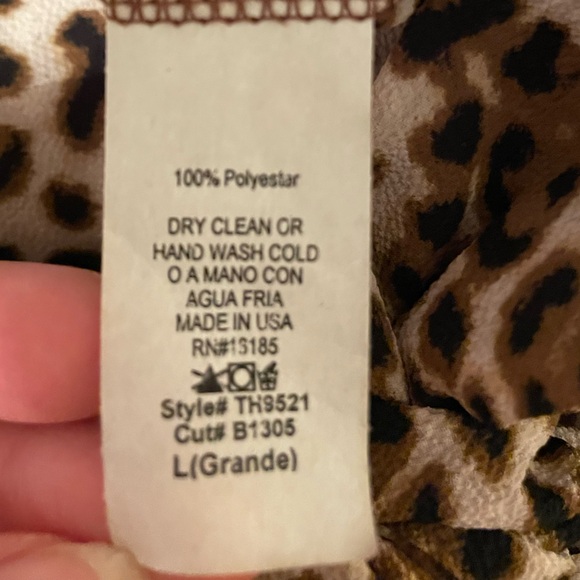 100% Polyestar
DRY CLEAN OR
HAND WASH COLD
O A MANO CON
AGUA FRIA
MADE IN USA
RN#13185
Style# TH9521
Cut# B1305
L(Grande)